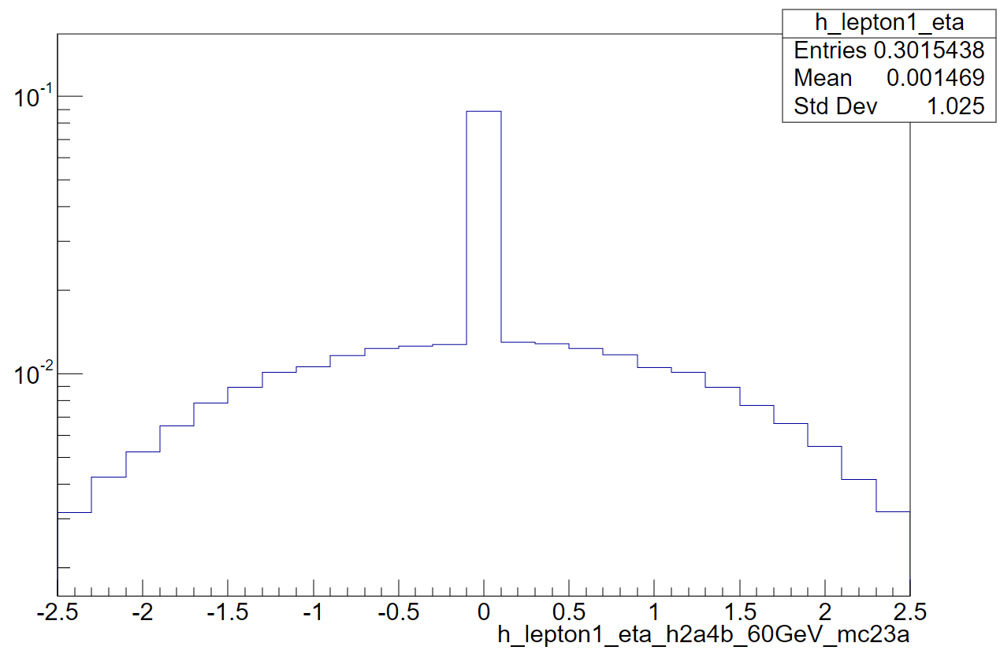 h_lepton1_eta
Entries 0.3015438
Mean 0.001469
Std Dev 1.025
10-1
10-2
-2.5 -2 -1.5 -1 -0.5 0 0.5 1 1.5 2 2.5
h_lepton1_eta_h2a4b_60GeV_mc23a